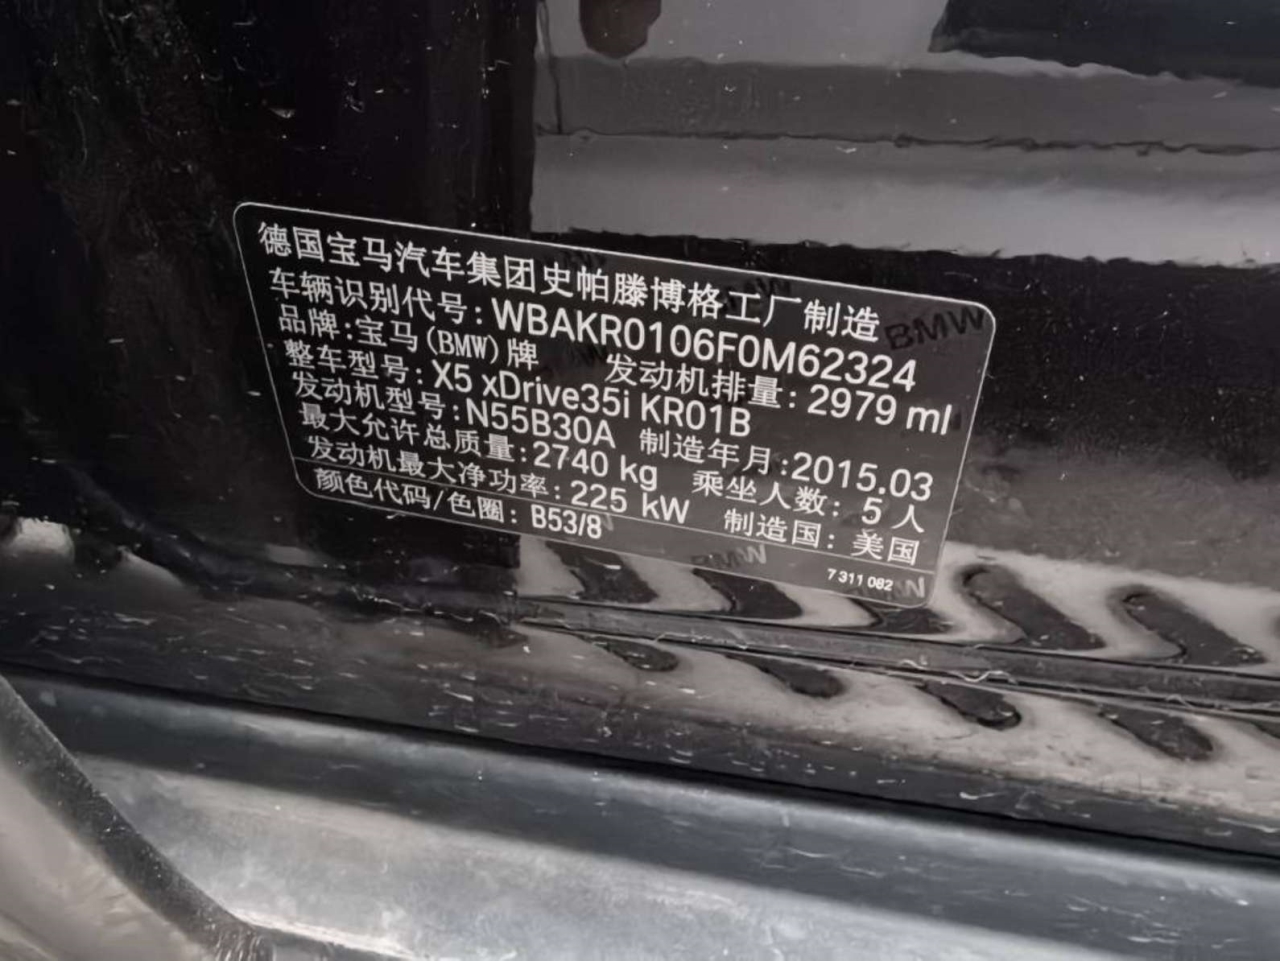 德国宝马汽车集团史帕滕博格工厂制造
车辆识别代号: WBAKR0106F0M62324
品牌: 宝马(BMW)牌 发动机排量: 2979 ml
整车型号: X5 xDrive35i KR01B
发动机型号: N55B30A 制造年月: 2015.03
最大允许总质量: 2740 kg 乘坐人数: 5 人
发动机最大净功率: 225 kW 制造国: 美国
颜色代码/色圈: B53/8
7 311 082
BMW
BMW